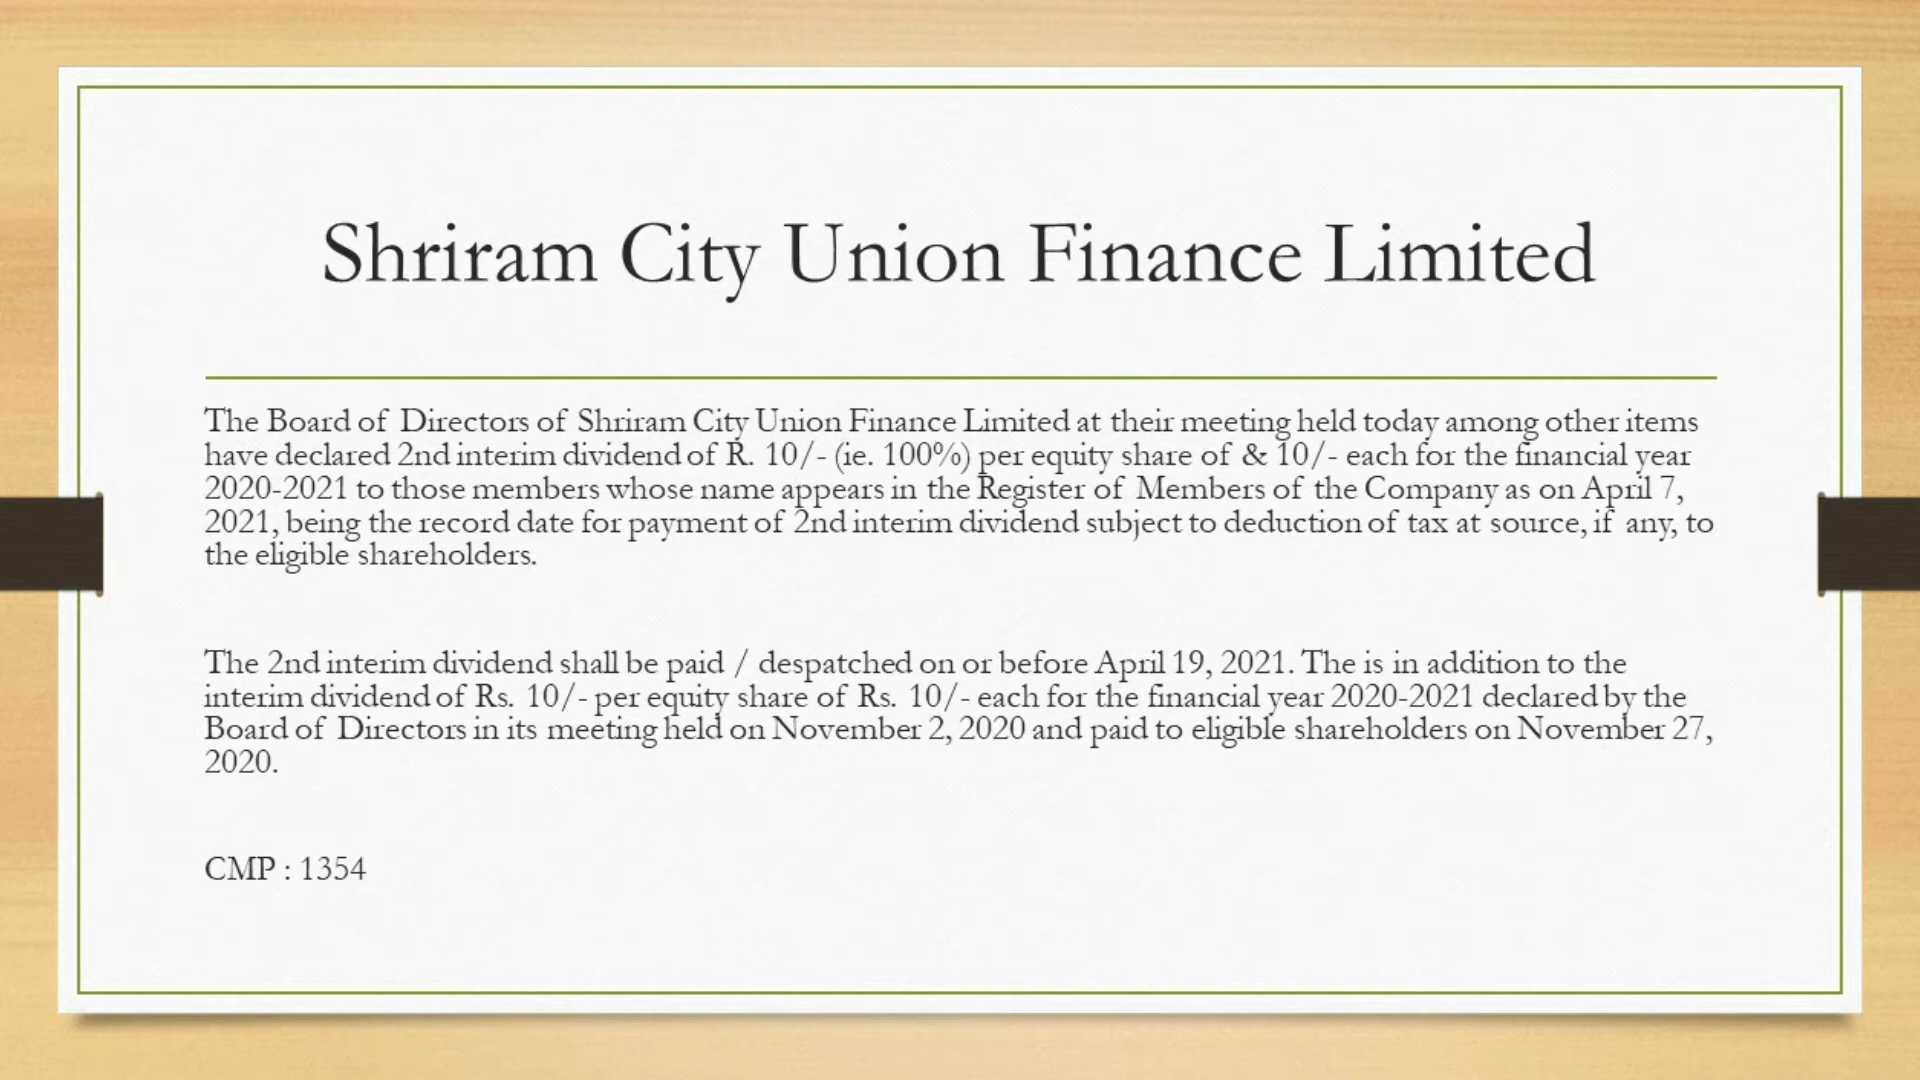 Shriram City Union Finance Limited
The Board of Directors of Shriram City Union Finance Limited at their meeting held today among other items
have declared 2nd interim dividend of R. 10/- (ie. 100%) per equity share of & 10/- each for the financial year
2020-2021 to those members whose name appears in the Register of Members of the Company as on April 7,
2021, being the record date for payment of 2nd interim dividend subject to deduction of tax at source, if any, to
the eligible shareholders.
The 2nd interim dividend shall be paid / despatched on or before April 19, 2021. The is in addition to the
interim dividend of Rs. 10/- per equity share of Rs. 10/- each for the financial year 2020-2021 declared by the
Board of Directors in its meeting held on November 2, 2020 and paid to eligible shareholders on November 27,
2020.
CMP : 1354